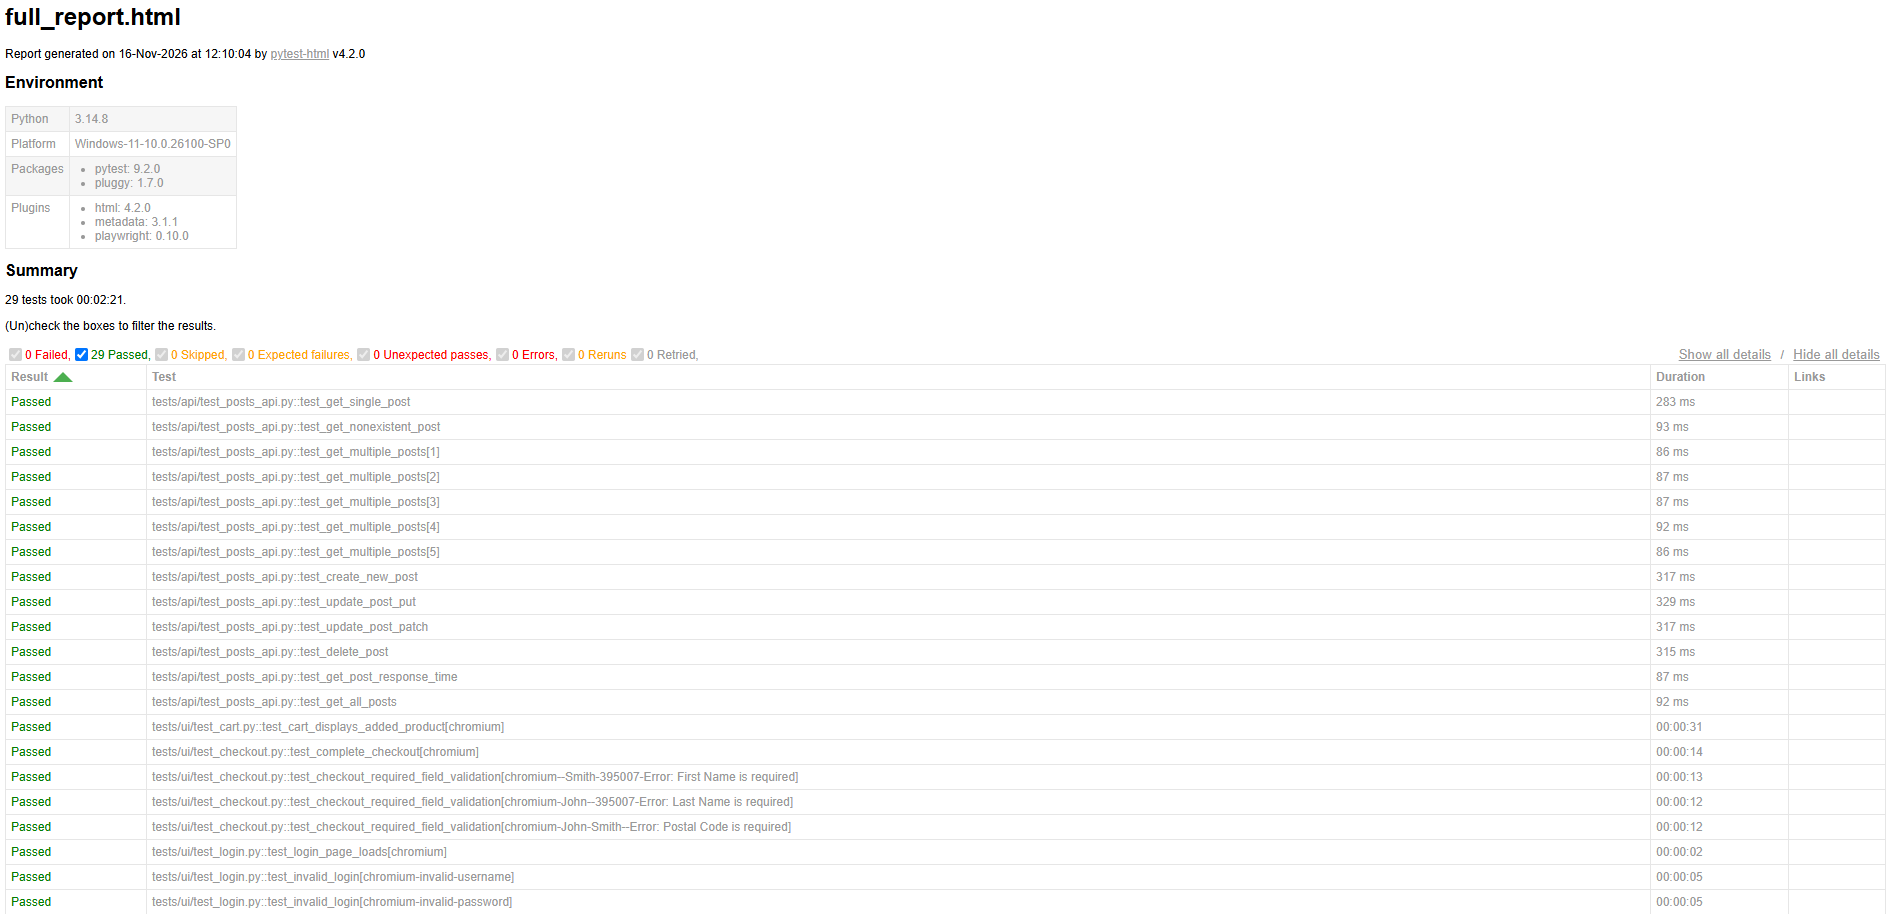 full_report.html
Report generated on 16-Nov-2026 at 12:10:04 by pytest-html v4.2.0
Environment
Python 3.14.8
Platform Windows-11-10.0.26100-SP0
Packages
pytest: 9.2.0
pluggy: 1.7.0
Plugins
html: 4.2.0
metadata: 3.1.1
playwright: 0.10.0
Summary
29 tests took 00:02:21.
(Un)check the boxes to filter the results.
0 Failed, 29 Passed, 0 Skipped, 0 Expected failures, 0 Unexpected passes, 0 Errors, 0 Reruns 0 Retried, Show all details / Hide all details
Result Test Duration Links
Passed tests/api/test_posts_api.py::test_get_single_post 283 ms
Passed tests/api/test_posts_api.py::test_get_nonexistent_post 93 ms
Passed tests/api/test_posts_api.py::test_get_multiple_posts[1] 86 ms
Passed tests/api/test_posts_api.py::test_get_multiple_posts[2] 87 ms
Passed tests/api/test_posts_api.py::test_get_multiple_posts[3] 87 ms
Passed tests/api/test_posts_api.py::test_get_multiple_posts[4] 92 ms
Passed tests/api/test_posts_api.py::test_get_multiple_posts[5] 86 ms
Passed tests/api/test_posts_api.py::test_create_new_post 317 ms
Passed tests/api/test_posts_api.py::test_update_post_put 329 ms
Passed tests/api/test_posts_api.py::test_update_post_patch 317 ms
Passed tests/api/test_posts_api.py::test_delete_post 315 ms
Passed tests/api/test_posts_api.py::test_get_post_response_time 87 ms
Passed tests/api/test_posts_api.py::test_get_all_posts 92 ms
Passed tests/ui/test_cart.py::test_cart_displays_added_product[chromium] 00:00:31
Passed tests/ui/test_checkout.py::test_complete_checkout[chromium] 00:00:14
Passed tests/ui/test_checkout.py::test_checkout_required_field_validation[chromium--Smith-395007-Error: First Name is required] 00:00:13
Passed tests/ui/test_checkout.py::test_checkout_required_field_validation[chromium-John--395007-Error: Last Name is required] 00:00:12
Passed tests/ui/test_checkout.py::test_checkout_required_field_validation[chromium-John-Smith--Error: Postal Code is required] 00:00:12
Passed tests/ui/test_login.py::test_login_page_loads[chromium] 00:00:02
Passed tests/ui/test_login.py::test_invalid_login[chromium-invalid-username] 00:00:05
Passed tests/ui/test_login.py::test_invalid_login[chromium-invalid-password] 00:00:05